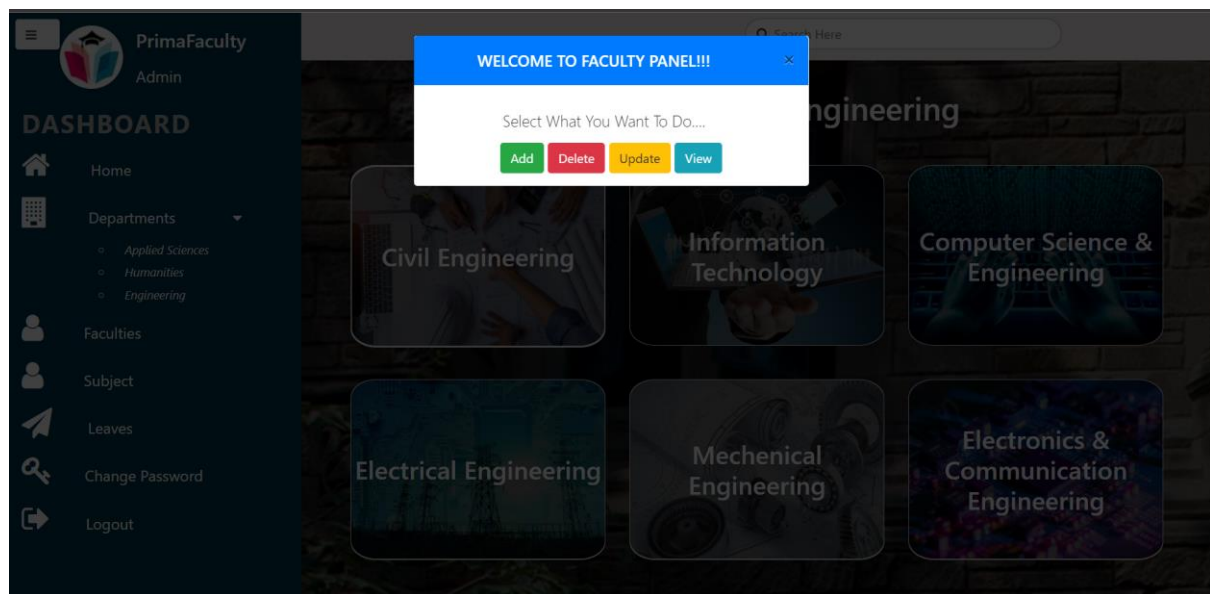 PrimaFaculty
Admin
DASHBOARD
Home
Departments
Applied Sciences
Humanities
Engineering
Faculties
Subject
Leaves
Change Password
Logout
Search Here
WELCOME TO FACULTY PANEL!!! ×
Select What You Want To Do....
Add Delete Update View
ngineering
Civil Engineering
Information
Technology
Computer Science &
Engineering
Electrical Engineering
Mechenical
Engineering
Electronics &
Communication
Engineering